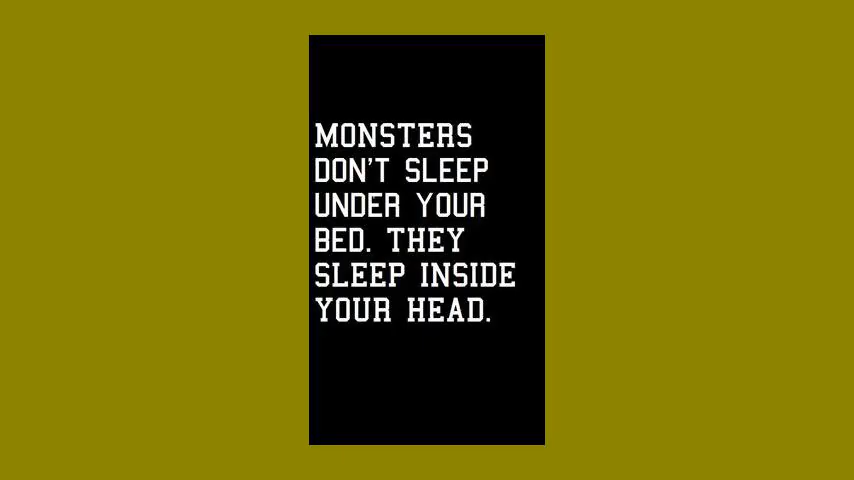 MONSTERS
DON'T SLEEP
UNDER YOUR
BED. THEY
SLEEP INSIDE
YOUR HEAD.